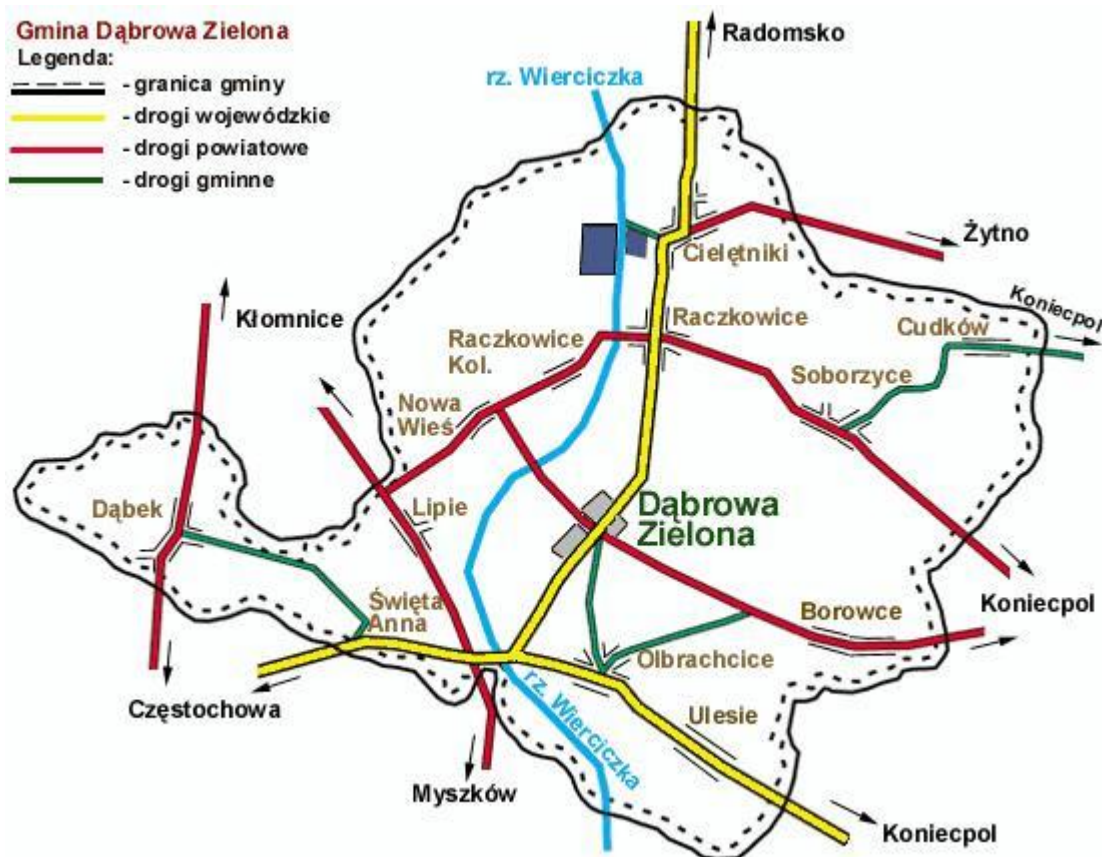 Gmina Dąbrowa Zielona
Legenda:
- granica gminy
- drogi wojewódzkie
- drogi powiatowe
- drogi gminne
Radomsko
rz. Wierciczka
Żytno
Cielętniki
Koniecpol
Kłomnice
Raczkowice
Cudków
Raczkowice
Kol.
Soborzyce
Nowa
Wieś
Dąbek
Lipie
Dąbrowa
Zielona
Święta
Anna
Borowce
Koniecpol
Olbrachcice
Częstochowa
rz. Wierciczka
Ulesie
Myszków
Koniecpol